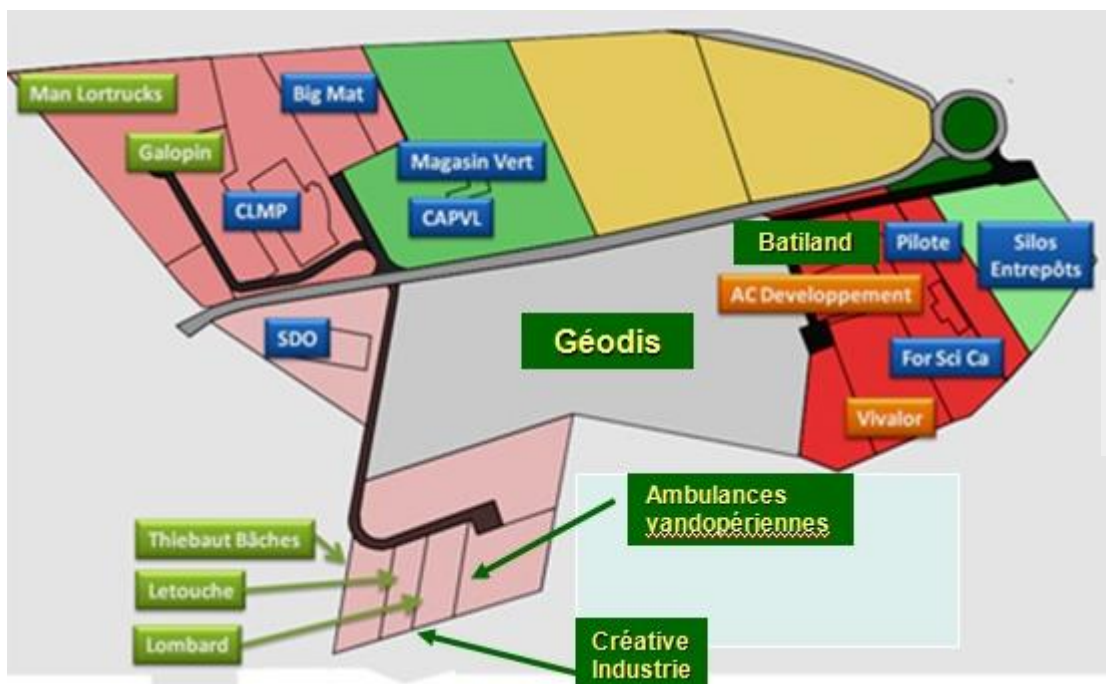 Man Lortrucks
Big Mat
Galopin
Magasin Vert
CLMP
CAPVL
Batiland
Pilote
Silos
Entrepôts
AC Developpement
SDO
Géodis
For Sci Ca
Vivalor
Ambulances
vandopériennes
Thiebaut Bâches
Letouche
Lombard
Créative
Industrie